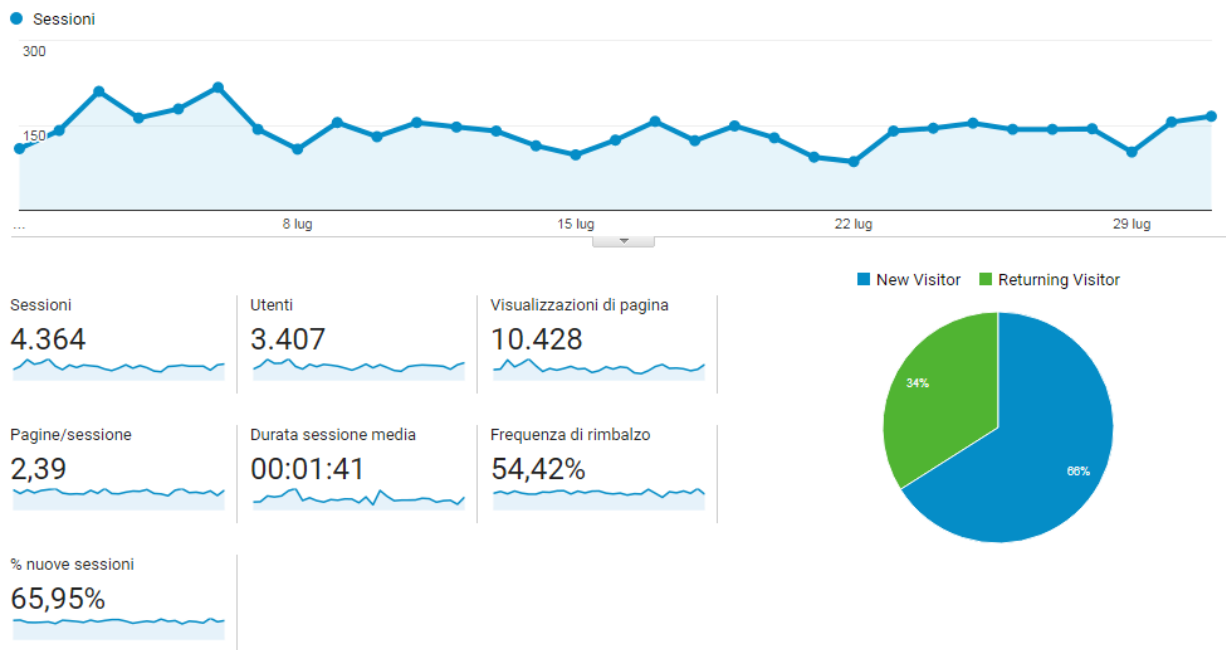 Sessioni
300
150
...
8 lug
15 lug
22 lug
29 lug
New Visitor
Returning Visitor
Sessioni
4.364
Utenti
3.407
Visualizzazioni di pagina
10.428
34%
66%
Pagine/sessione
2,39
Durata sessione media
00:01:41
Frequenza di rimbalzo
54,42%
% nuove sessioni
65,95%